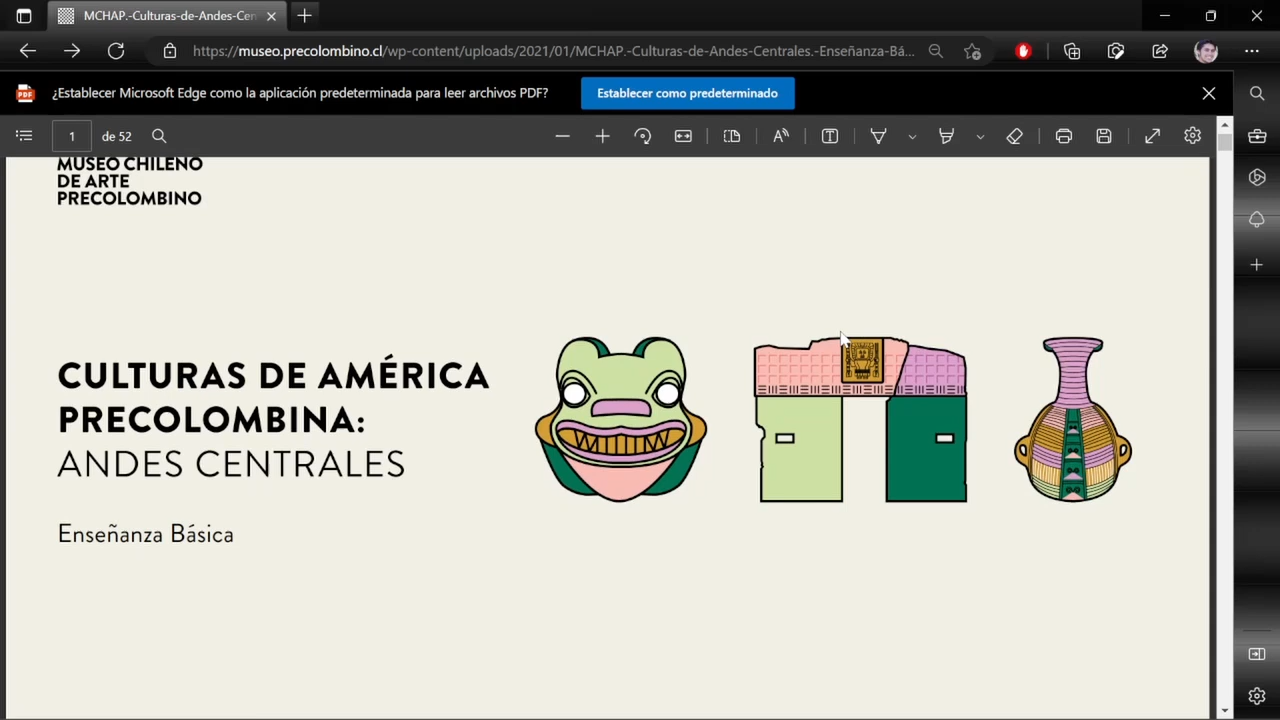 MCHAP.-Culturas-de-Andes-Cen
https://museo.precolombino.cl/wp-content/uploads/2021/01/MCHAP.-Culturas-de-Andes-Centrales.-Enseñanza-Bá...
PDF
¿Establecer Microsoft Edge como la aplicación predeterminada para leer archivos PDF?
Establecer como predeterminado
1 de 52
MUSEO CHILENO
DE ARTE
PRECOLOMBINO
CULTURAS DE AMÉRICA
PRECOLOMBINA:
ANDES CENTRALES
Enseñanza Básica